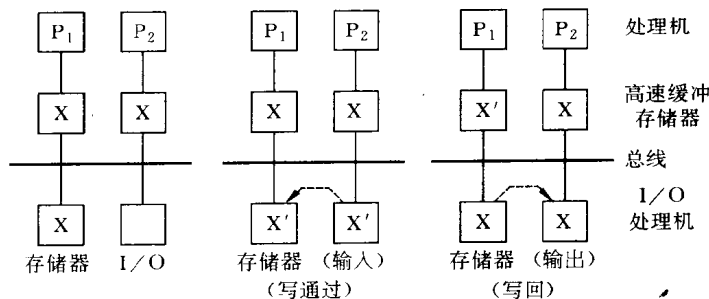 P₁ P₂ P₁ P₂ P₁ P₂ 处理机
X X X X X′ X 高速缓冲
存储器
总线
I/O
X X′ X′ X X 处理机
存储器 I/O 存储器 (输入) 存储器 (输出)
(写通过) (写回)